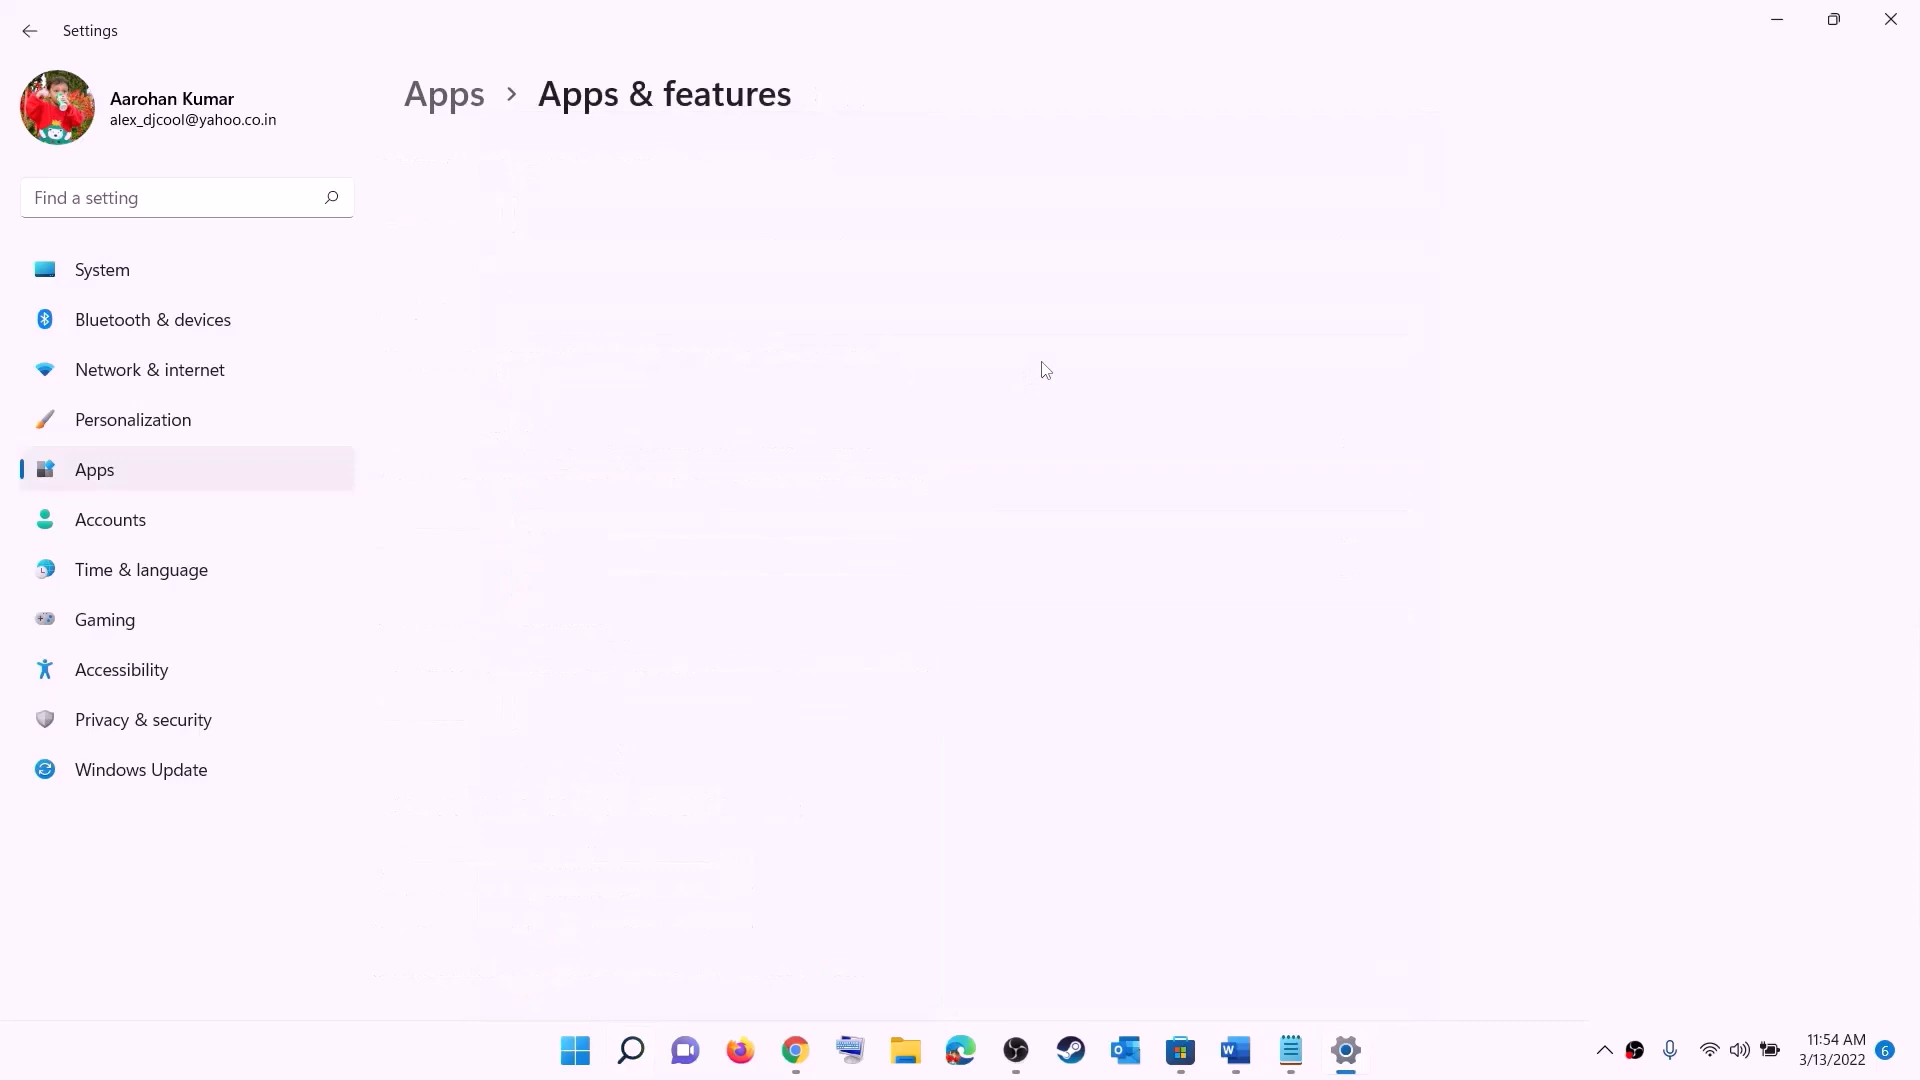 Settings
Aarohan Kumar
alex_djcool@yahoo.co.in
Apps > Apps & features
Find a setting
System
Bluetooth & devices
Network & internet
Personalization
Apps
Accounts
Time & language
Gaming
Accessibility
Privacy & security
Windows Update
11:54 AM
3/13/2022
6